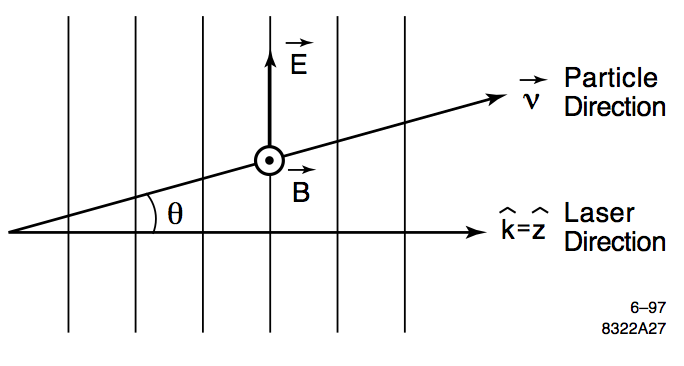 E
ν Particle
Direction
B
θ
k̂=ẑ Laser
Direction
6–97
8322A27